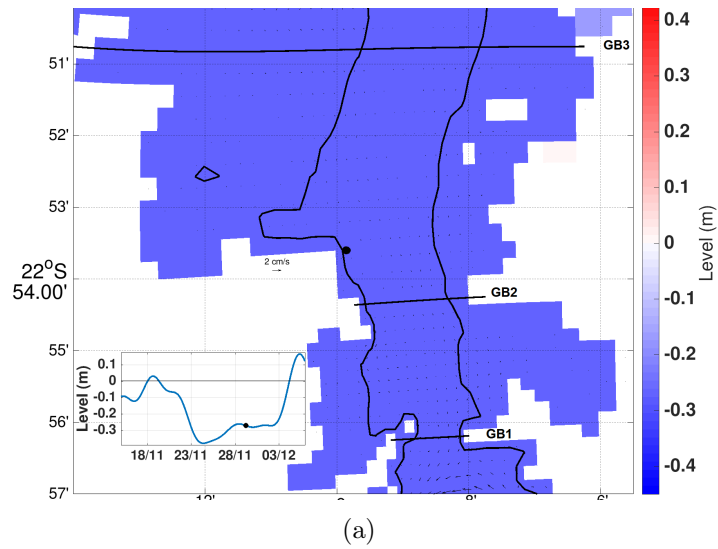 GB3
51'
52'
53'
2 cm/s
22°S
54.00'
GB2
55'
56'
GB1
57'
8'
6'
Level (m)
0.1
0
-0.1
-0.2
-0.3
18/11 23/11 28/11 03/12
0.4
0.3
0.2
0.1
0
-0.1
-0.2
-0.3
-0.4
Level (m)
(a)